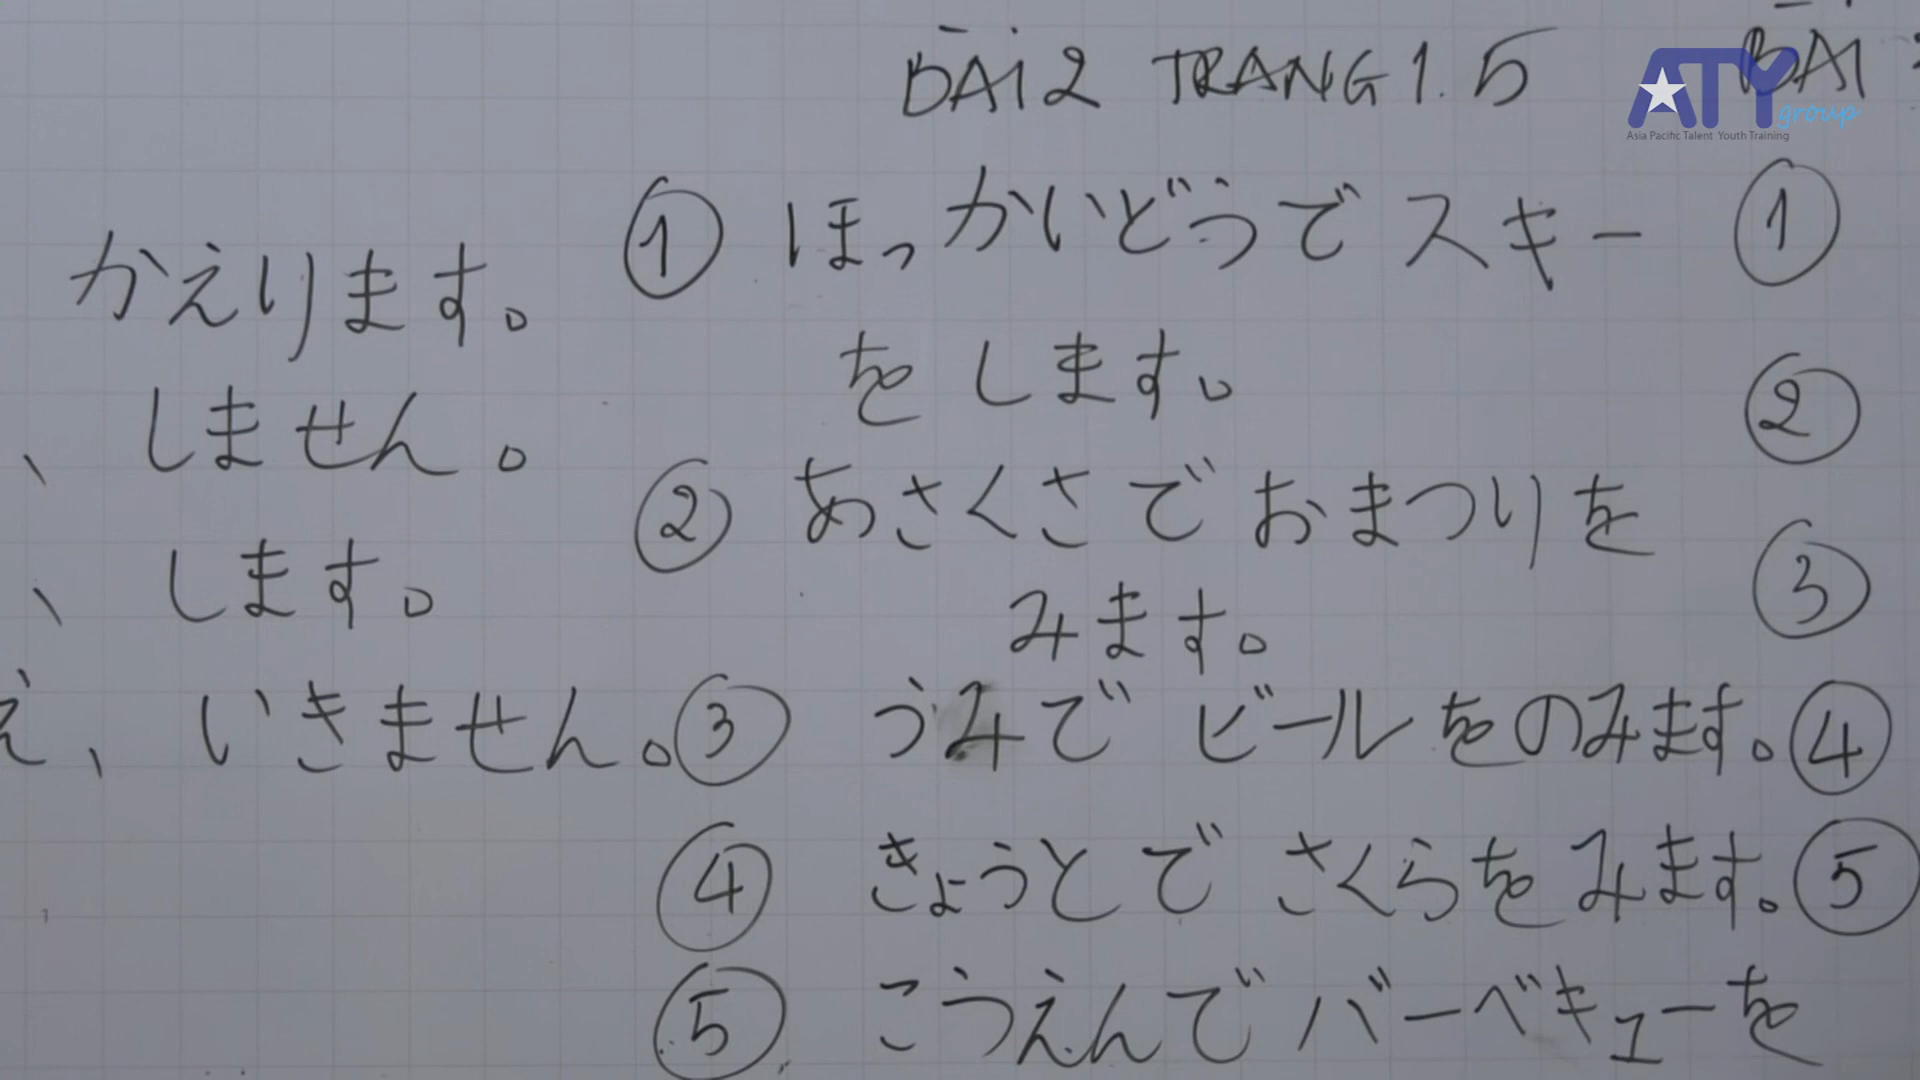 BÀI 2 TRANG 1.5
BÀI
ATY group
Asia Pacific Talent Youth Training
かえります。
、しません。
、します。
え、いきません。
① ほっかいどうでスキー
をします。
② あさくさでおまつりを
みます。
③ うみでビールをのみます。
④ きょうとでさくらをみます。
⑤ こうえんでバーベキューを
①
②
③
④
⑤